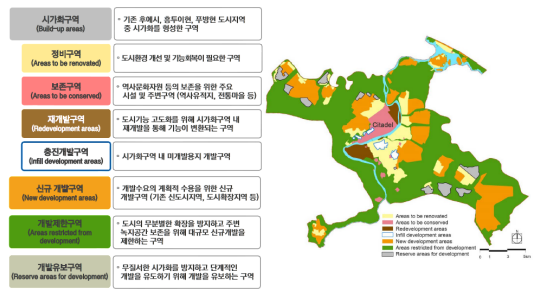 시가화구역
(Build-up areas)
• 기존 후에시, 흥투이현, 푸방현 도시지역
중 시가화를 형성한 구역
정비구역
(Areas to be renovated)
• 도시환경 개선 및 기능회복이 필요한 구역
보존구역
(Areas to be conserved)
• 역사문화자원 등의 보존을 위한 주요
시설 및 주변구역 (역사유적지, 전통마을 등)
재개발구역
(Redevelopment areas)
• 도시기능 고도화를 위해 시가화구역 내
재개발을 통해 기능이 변환되는 구역
충진개발구역
(Infill development areas)
• 시가화구역 내 미개발용지 개발구역
신규 개발구역
(New development areas)
• 개발수요의 계획적 수용을 위한 신규
개발구역 (기존 신도시지역, 도시확장지역 등)
개발제한구역
(Areas restricted from
development)
• 도시의 무분별한 확장을 방지하고 주변
녹지공간 보존을 위해 대규모 신규개발을
제한하는 구역
개발유보구역
(Reserve areas for development)
• 무질서한 시가화를 방지하고 단계적인
개발을 유도하기 위해 개발을 유보하는 구역
Citadel
Areas to be renovated
Areas to be conserved
Redevelopment areas
Infill development areas
New development areas
Areas restricted from development
Reserve areas for development
0 1 3 5km